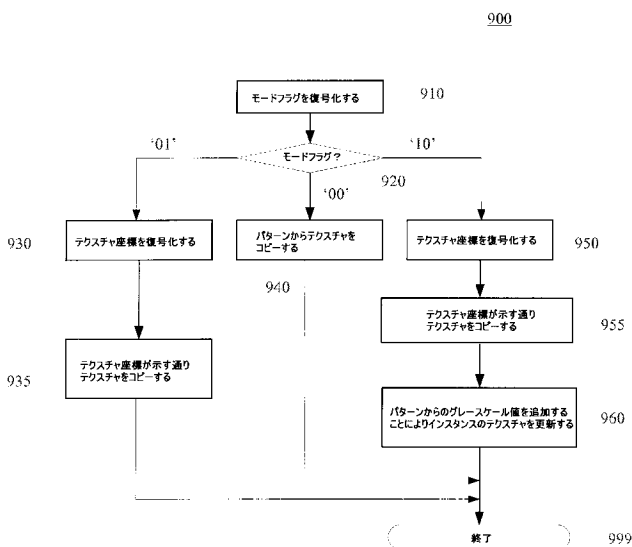 900
モードフラグを復号化する
910
'01'
モードフラグ？
'10'
920
'00'
930
テクスチャ座標を復号化する
パターンからテクスチャを
コピーする
テクスチャ座標を復号化する
950
940
テクスチャ座標が示す通り
テクスチャをコピーする
955
935
テクスチャ座標が示す通り
テクスチャをコピーする
パターンからのグレースケール値を追加する
ことによりインスタンスのテクスチャを更新する
960
終了
999